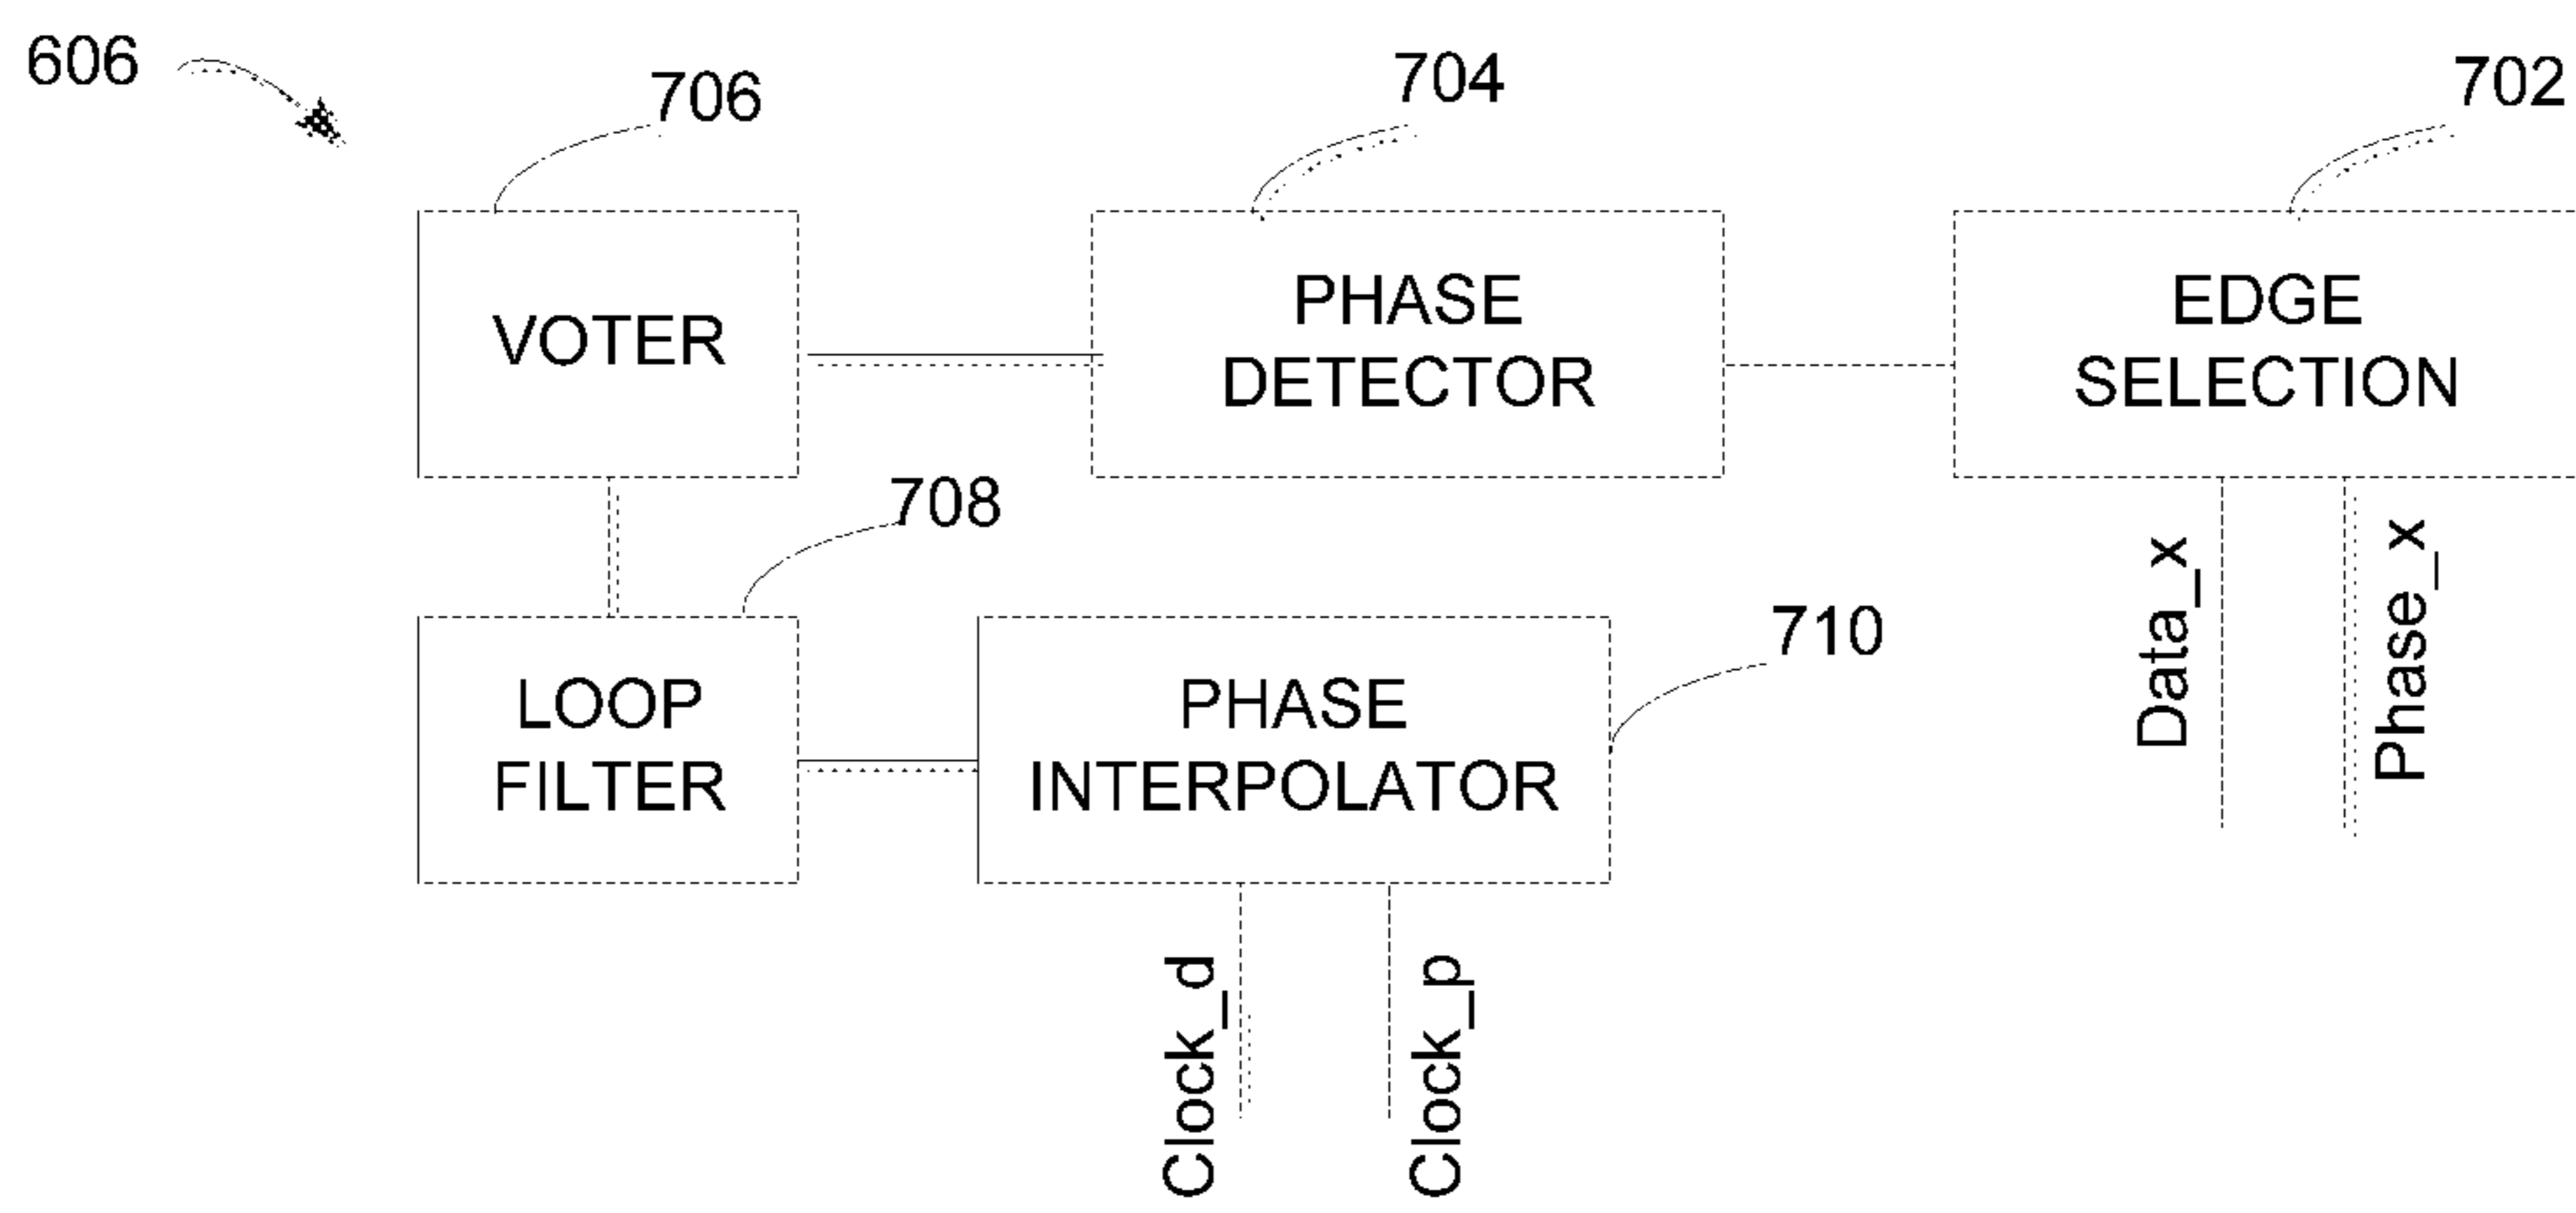 606
706
704
702
VOTER
PHASE
DETECTOR
EDGE
SELECTION
708
710
LOOP
FILTER
PHASE
INTERPOLATOR
Data_x
Phase_x
Clock_d
Clock_p